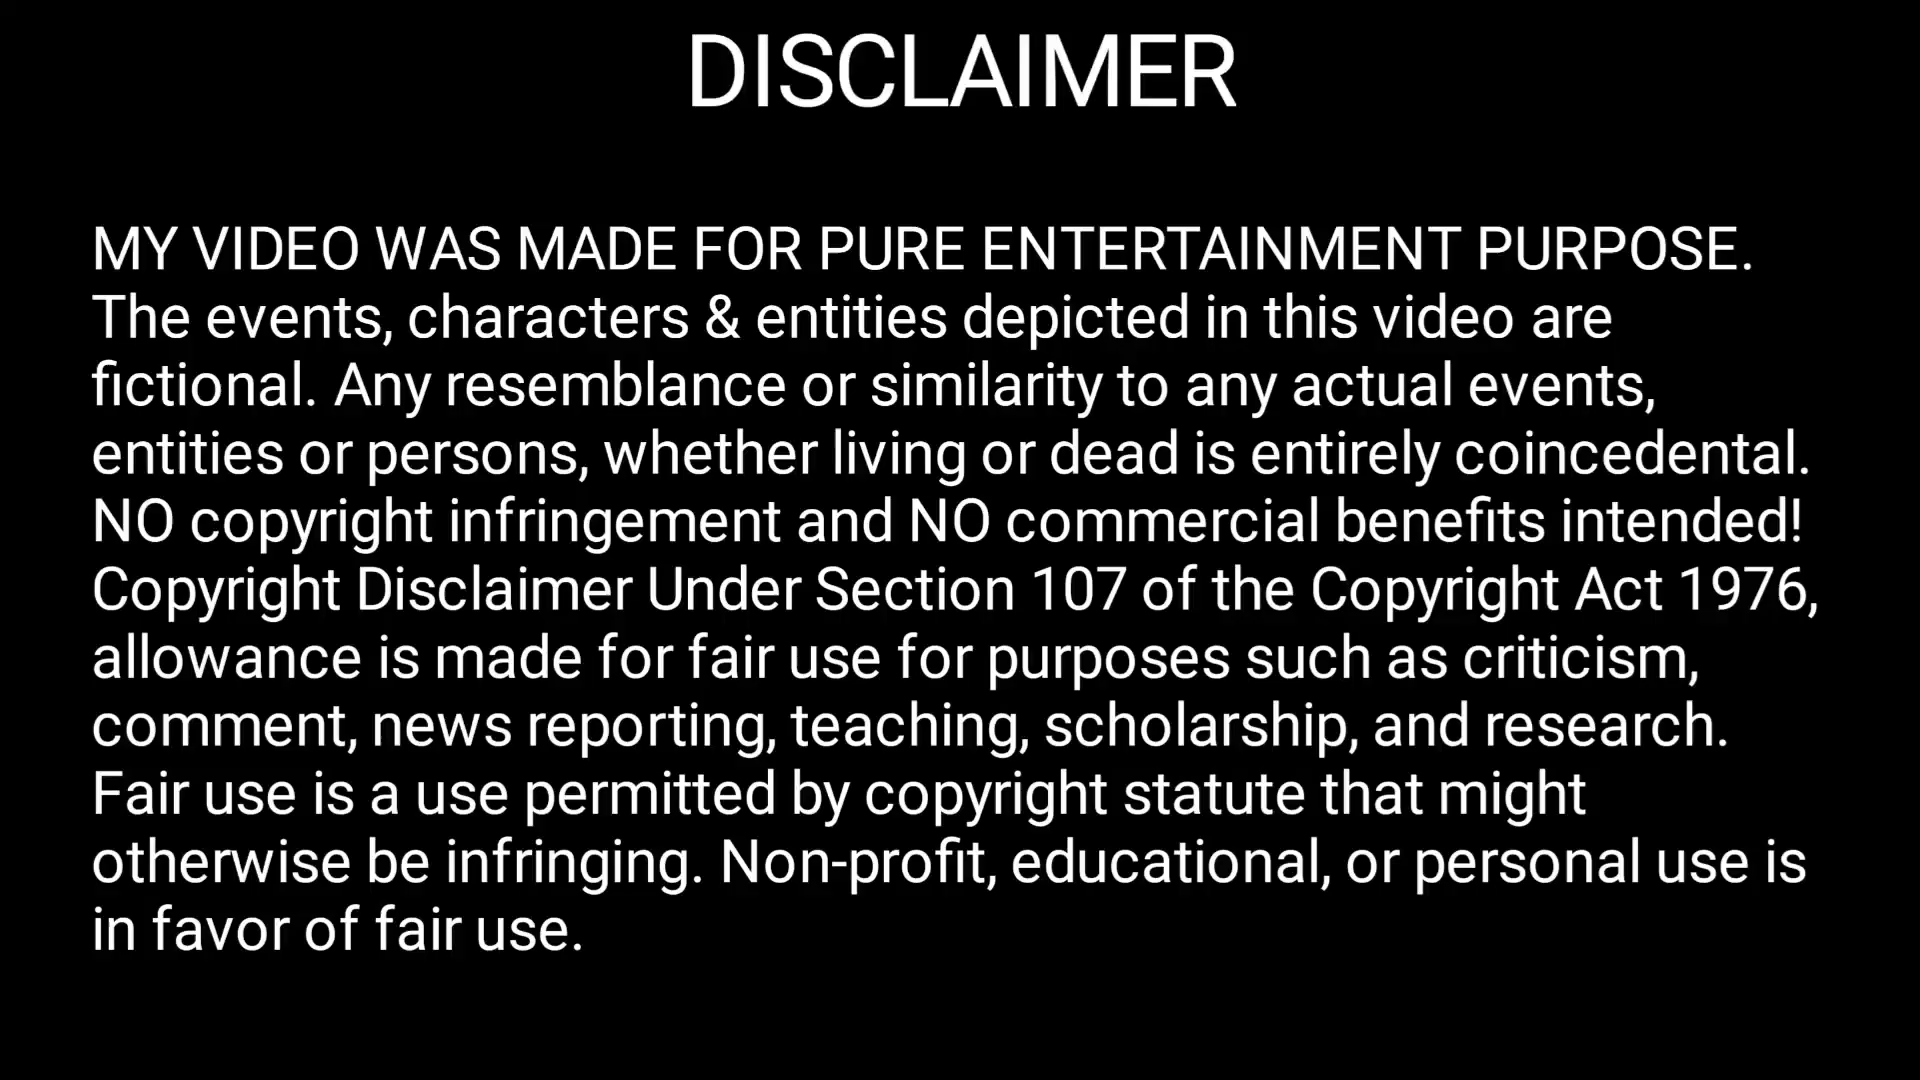 DISCLAIMER
MY VIDEO WAS MADE FOR PURE ENTERTAINMENT PURPOSE.
The events, characters & entities depicted in this video are
fictional. Any resemblance or similarity to any actual events,
entities or persons, whether living or dead is entirely coincedental.
NO copyright infringement and NO commercial benefits intended!
Copyright Disclaimer Under Section 107 of the Copyright Act 1976,
allowance is made for fair use for purposes such as criticism,
comment, news reporting, teaching, scholarship, and research.
Fair use is a use permitted by copyright statute that might
otherwise be infringing. Non-profit, educational, or personal use is
in favor of fair use.